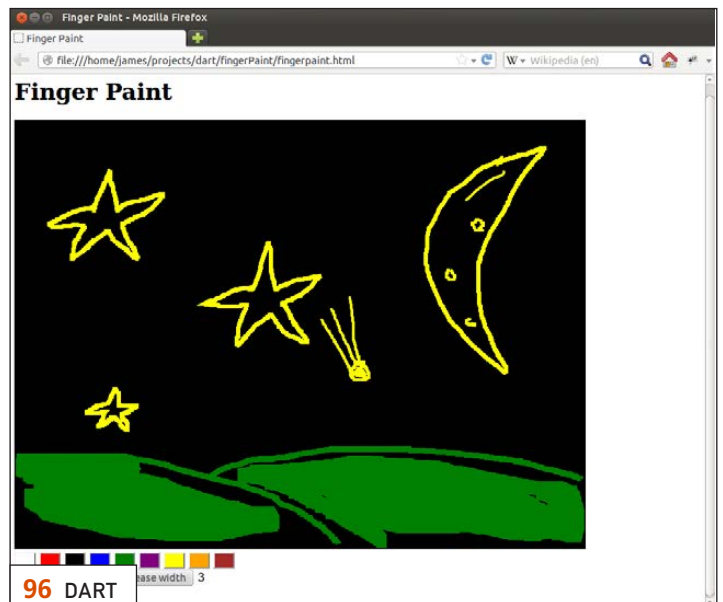 Finger Paint - Mozilla Firefox
Finger Paint
file:///home/james/projects/dart/fingerPaint/fingerpaint.html
W Wikipedia (en)
Finger Paint
ease width 3
96 DART